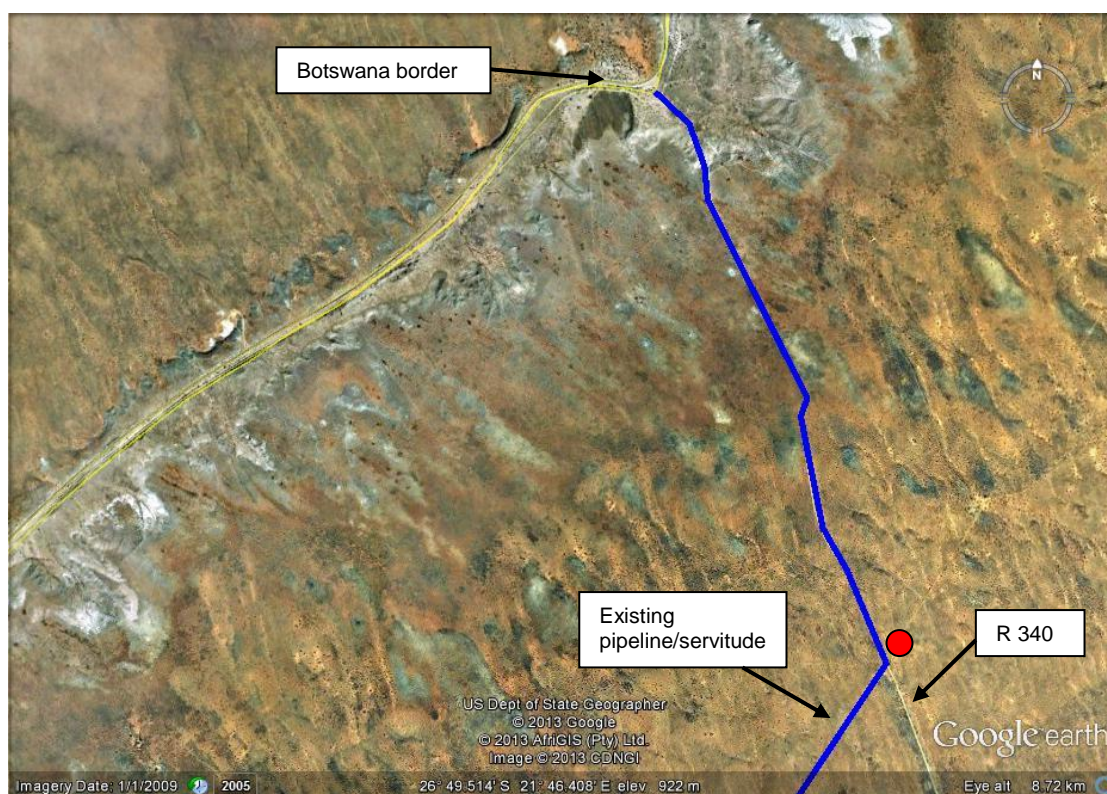 Botswana border
N
Existing
pipeline/servitude
R 340
US Dept of State Geographer
© 2013 Google
© 2013 AfriGIS (Pty) Ltd.
Image © 2013 CDNGI
Google earth
Imagery Date: 1/1/2009 2005 26° 49.514' S 21° 46.408' E elev 922 m Eye alt 8.72 km